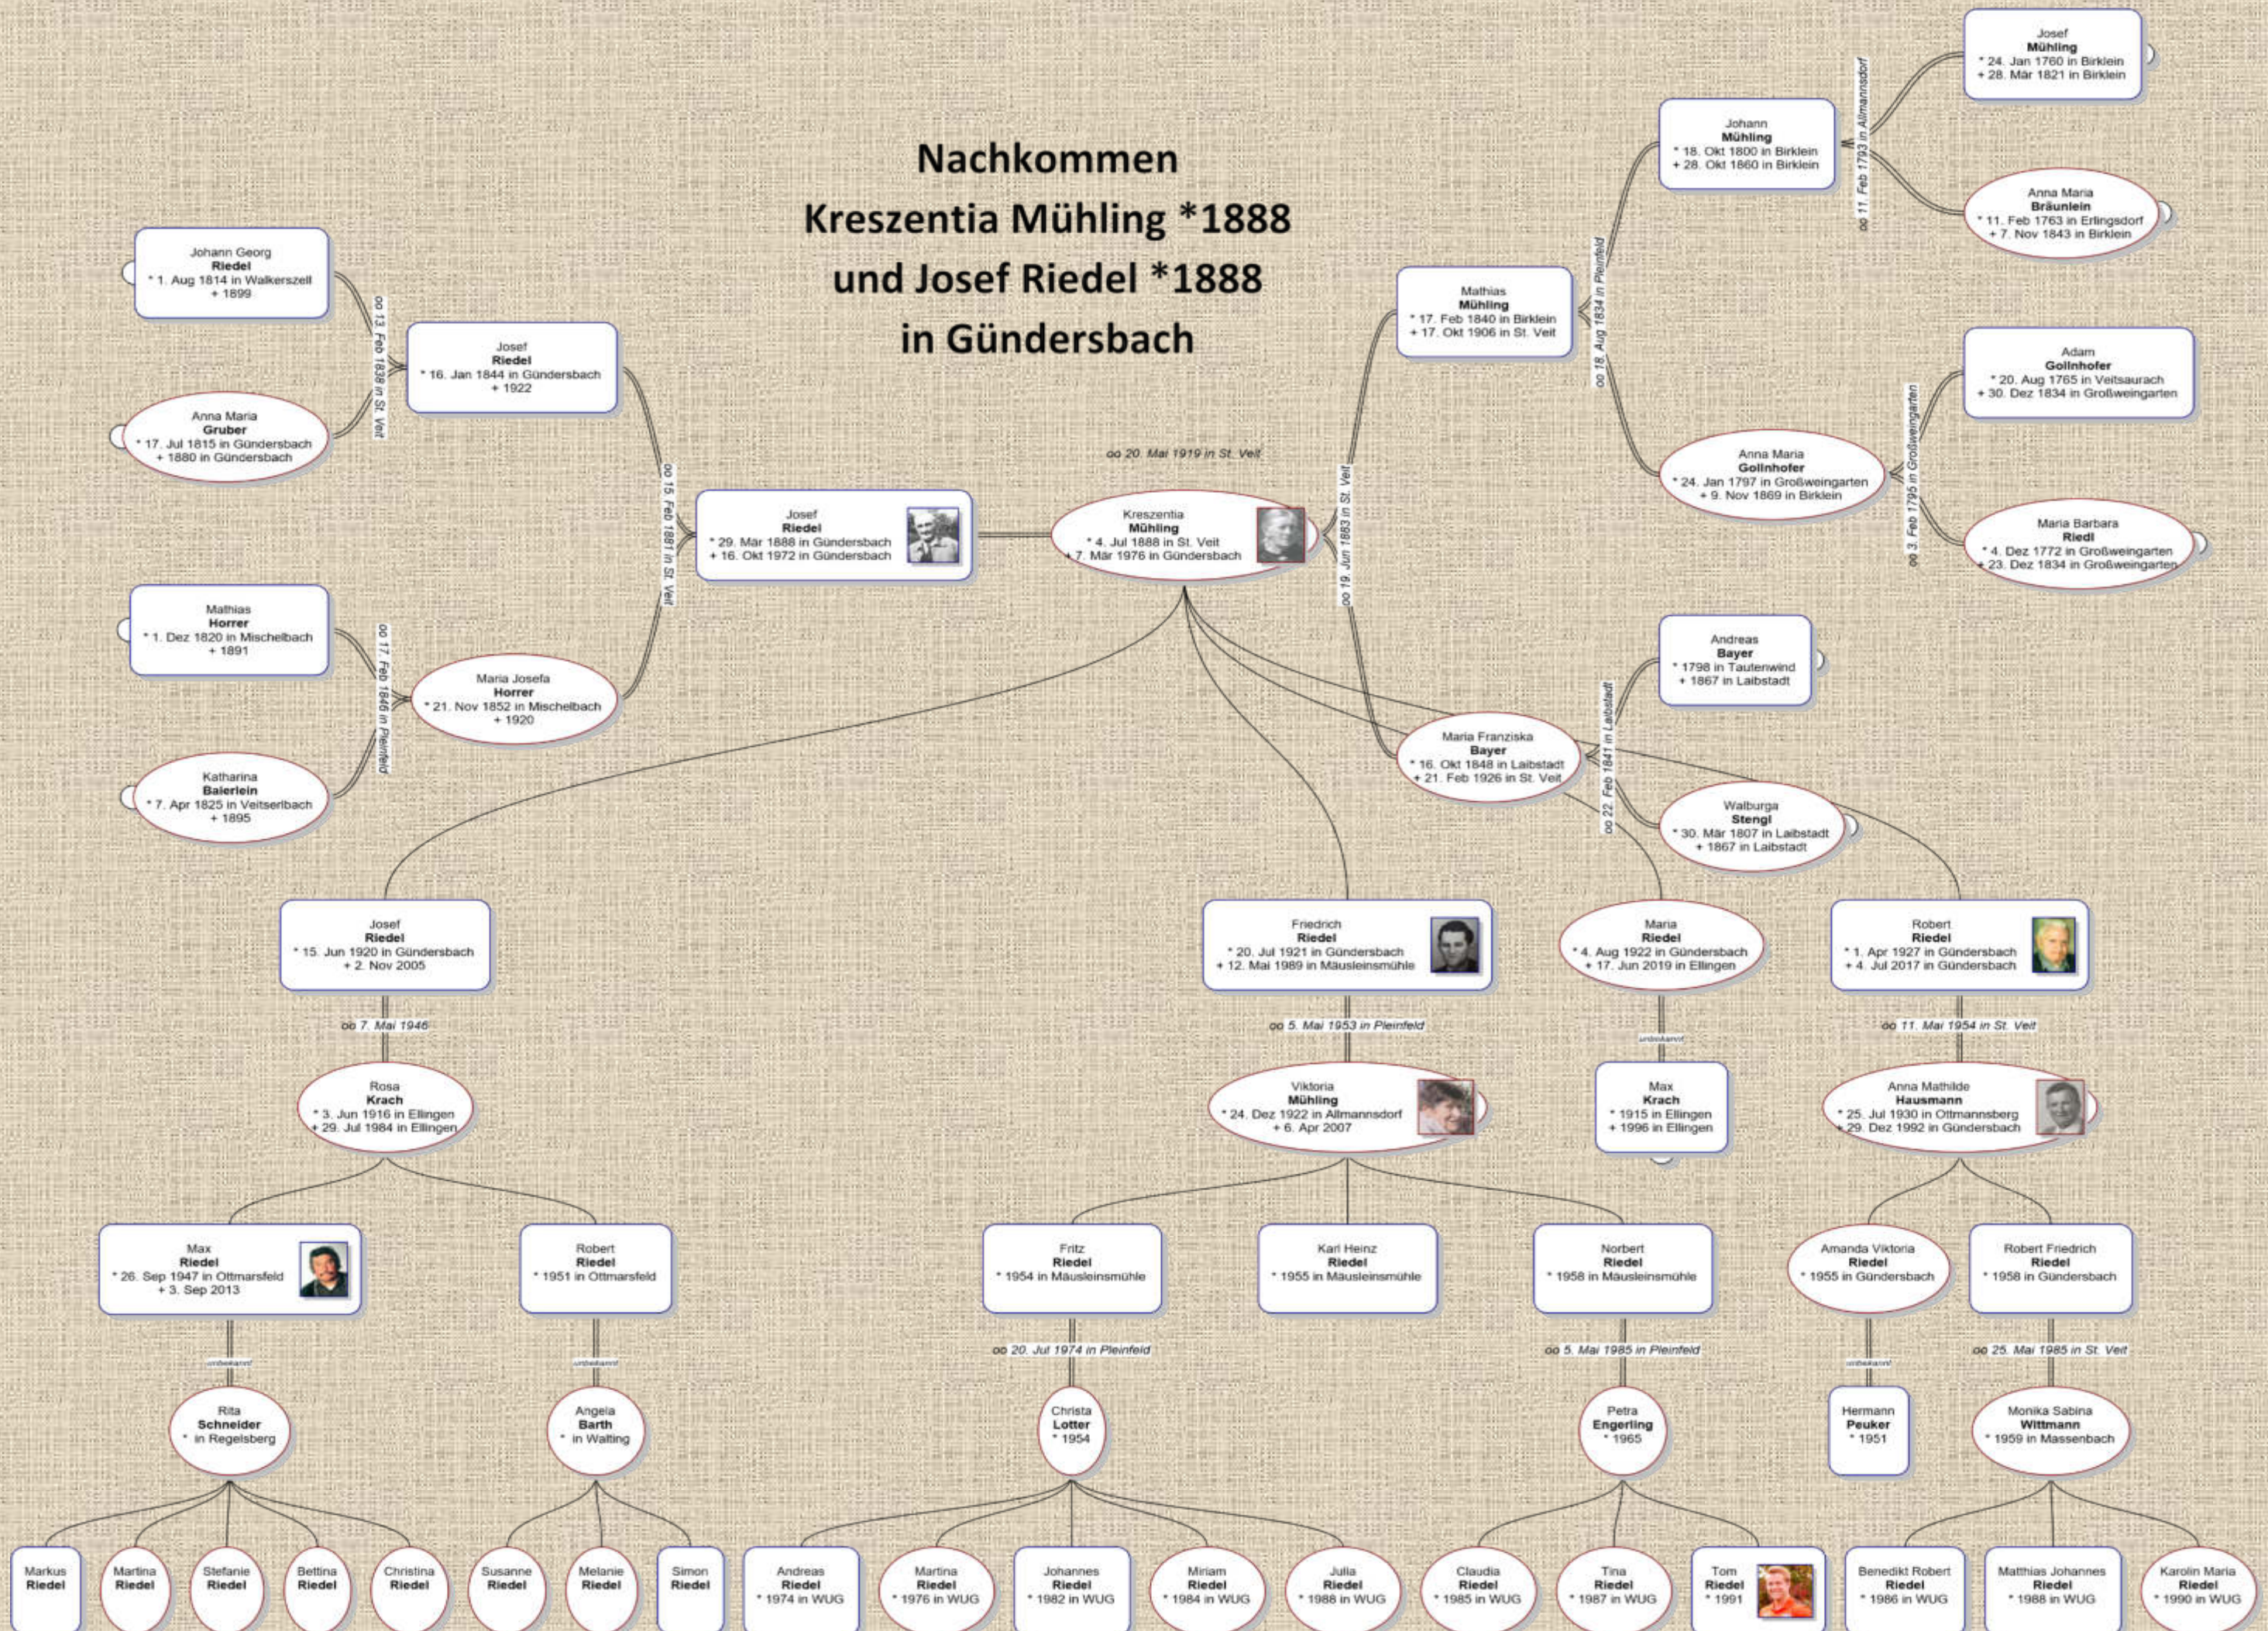 Nachkommen
Kreszentia Mühling *1888
und Josef Riedel *1888
in Gündersbach
Johann Georg
Riedel
* 1. Aug 1814 in Walkerszell
+ 1899
oo 13. Feb 1838 in St. Veit
Anna Maria
Gruber
* 17. Jul 1815 in Gündersbach
+ 1880 in Gündersbach
Josef
Riedel
* 16. Jan 1844 in Gündersbach
+ 1922
Mathias
Horrer
* 1. Dez 1820 in Mischelbach
+ 1891
oo 17. Feb 1846 in Pleinfeld
Katharina
Baierlein
* 7. Apr 1825 in Veitserlbach
+ 1895
Maria Josefa
Horrer
* 21. Nov 1852 in Mischelbach
+ 1920
oo 15. Feb 1881 in St. Veit
Josef
Riedel
* 29. Mär 1888 in Gündersbach
+ 16. Okt 1972 in Gündersbach
oo 20. Mai 1919 in St. Veit
Kreszentia
Mühling
* 4. Jul 1888 in St. Veit
+ 7. Mär 1976 in Gündersbach
oo 19. Jun 1883 in St. Veit
Mathias
Mühling
* 17. Feb 1840 in Birklein
+ 17. Okt 1906 in St. Veit
oo 18. Aug 1834 in Pleinfeld
Johann
Mühling
* 18. Okt 1800 in Birklein
+ 28. Okt 1860 in Birklein
oo 11. Feb 1793 in Allmannsdorf
Josef
Mühling
* 24. Jan 1760 in Birklein
+ 28. Mär 1821 in Birklein
Anna Maria
Bräunlein
* 11. Feb 1763 in Erlingsdorf
+ 7. Nov 1843 in Birklein
Anna Maria
Gollnhofer
* 24. Jan 1797 in Großweingarten
+ 9. Nov 1869 in Birklein
oo 3. Feb 1795 in Großweingarten
Adam
Gollnhofer
* 20. Aug 1765 in Veitsaurach
+ 30. Dez 1834 in Großweingarten
Maria Barbara
Riedl
* 4. Dez 1772 in Großweingarten
+ 23. Dez 1834 in Großweingarten
Maria Franziska
Bayer
* 16. Okt 1848 in Laibstadt
+ 21. Feb 1926 in St. Veit
oo 22. Feb 1841 in Laibstadt
Andreas
Bayer
* 1798 in Tautenwind
+ 1867 in Laibstadt
Walburga
Stengl
* 30. Mär 1807 in Laibstadt
+ 1867 in Laibstadt
Josef
Riedel
* 15. Jun 1920 in Gündersbach
+ 2. Nov 2005
Friedrich
Riedel
* 20. Jul 1921 in Gündersbach
+ 12. Mai 1989 in Mäusleinsmühle
Maria
Riedel
* 4. Aug 1922 in Gündersbach
+ 17. Jun 2019 in Ellingen
Robert
Riedel
* 1. Apr 1927 in Gündersbach
+ 4. Jul 2017 in Gündersbach
oo 7. Mai 1946
oo 5. Mai 1953 in Pleinfeld
unbekannt
oo 11. Mai 1954 in St. Veit
Rosa
Krach
* 3. Jun 1916 in Ellingen
+ 29. Jul 1984 in Ellingen
Viktoria
Mühling
* 24. Dez 1922 in Allmannsdorf
+ 6. Apr 2007
Max
Krach
* 1915 in Ellingen
+ 1996 in Ellingen
Anna Mathilde
Hausmann
* 25. Jul 1930 in Ottmannsberg
+ 29. Dez 1992 in Gündersbach
Max
Riedel
* 26. Sep 1947 in Ottmarsfeld
+ 3. Sep 2013
Robert
Riedel
* 1951 in Ottmarsfeld
Fritz
Riedel
* 1954 in Mäusleinsmühle
Karl Heinz
Riedel
* 1955 in Mäusleinsmühle
Norbert
Riedel
* 1958 in Mäusleinsmühle
Amanda Viktoria
Riedel
* 1955 in Gündersbach
Robert Friedrich
Riedel
* 1958 in Gündersbach
unbekannt
unbekannt
oo 20. Jul 1974 in Pleinfeld
oo 5. Mai 1985 in Pleinfeld
unbekannt
oo 25. Mai 1985 in St. Veit
Rita
Schneider
* in Regelsberg
Angela
Barth
* in Walting
Christa
Lotter
* 1954
Petra
Engerling
* 1965
Hermann
Peuker
* 1951
Monika Sabina
Wittmann
* 1959 in Massenbach
Markus
Riedel
Martina
Riedel
Stefanie
Riedel
Bettina
Riedel
Christina
Riedel
Susanne
Riedel
Melanie
Riedel
Simon
Riedel
Andreas
Riedel
* 1974 in WUG
Martina
Riedel
* 1976 in WUG
Johannes
Riedel
* 1982 in WUG
Miriam
Riedel
* 1984 in WUG
Julia
Riedel
* 1988 in WUG
Claudia
Riedel
* 1985 in WUG
Tina
Riedel
* 1987 in WUG
Tom
Riedel
* 1991
Benedikt Robert
Riedel
* 1986 in WUG
Matthias Johannes
Riedel
* 1988 in WUG
Karolin Maria
Riedel
* 1990 in WUG